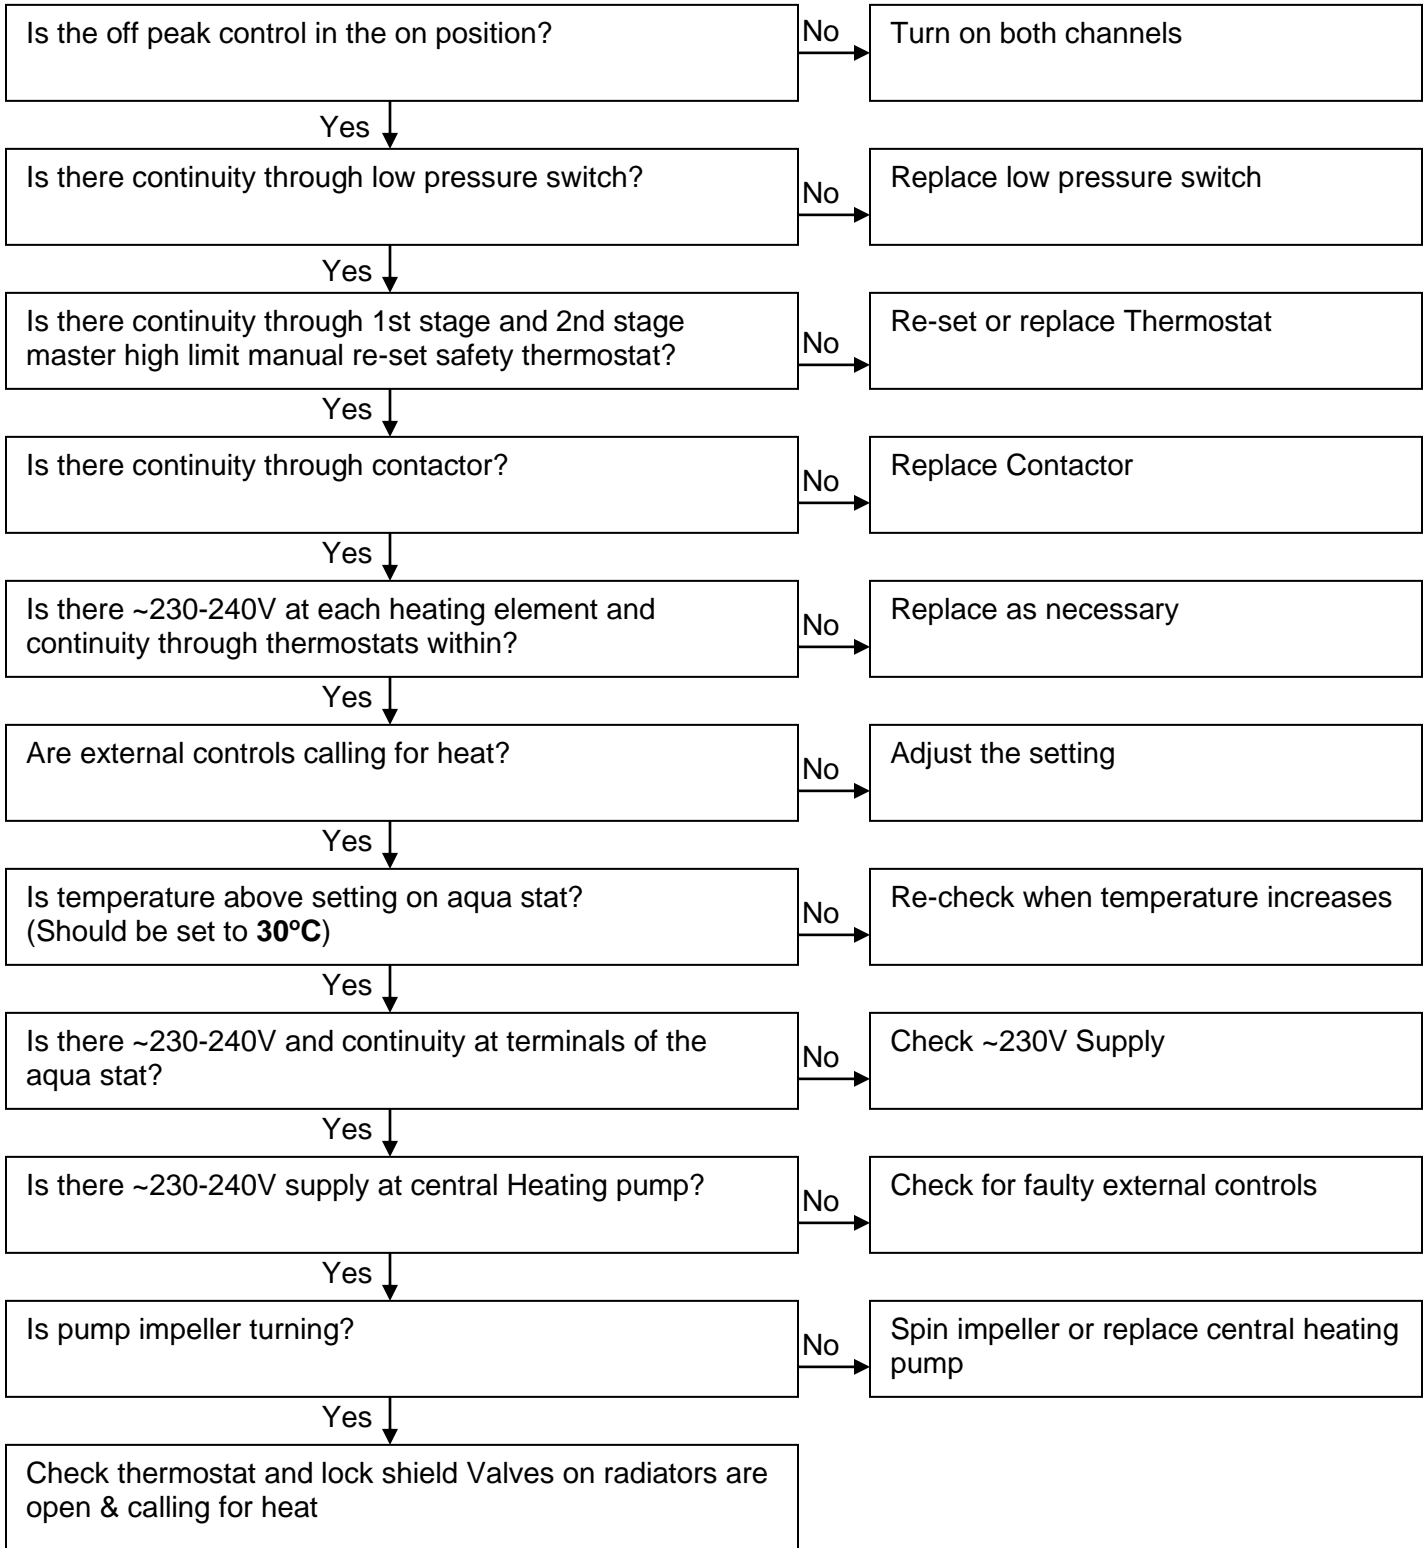 Is the off peak control in the on position?
No
Turn on both channels
Yes
Is there continuity through low pressure switch?
No
Replace low pressure switch
Yes
Is there continuity through 1st stage and 2nd stage
master high limit manual re-set safety thermostat?
No
Re-set or replace Thermostat
Yes
Is there continuity through contactor?
No
Replace Contactor
Yes
Is there ~230-240V at each heating element and
continuity through thermostats within?
No
Replace as necessary
Yes
Are external controls calling for heat?
No
Adjust the setting
Yes
Is temperature above setting on aqua stat?
(Should be set to 30ºC)
No
Re-check when temperature increases
Yes
Is there ~230-240V and continuity at terminals of the
aqua stat?
No
Check ~230V Supply
Yes
Is there ~230-240V supply at central Heating pump?
No
Check for faulty external controls
Yes
Is pump impeller turning?
No
Spin impeller or replace central heating
pump
Yes
Check thermostat and lock shield Valves on radiators are
open & calling for heat